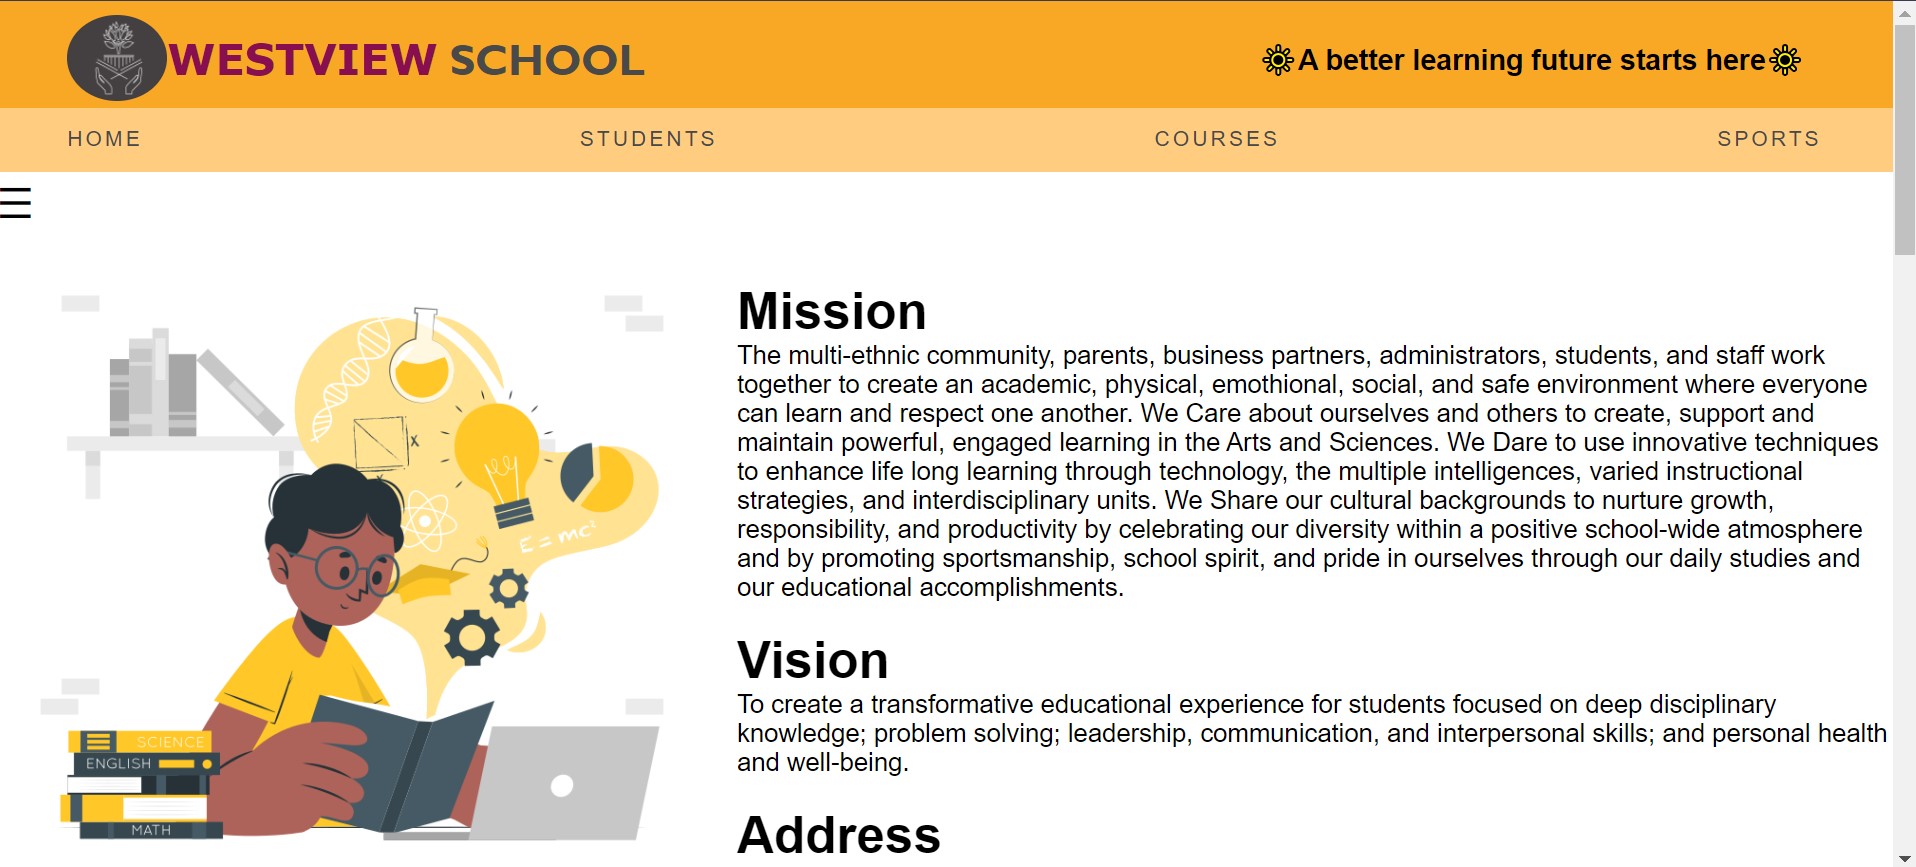 WESTVIEW SCHOOL
A better learning future starts here
HOME
STUDENTS
COURSES
SPORTS
Mission
The multi-ethnic community, parents, business partners, administrators, students, and staff work
together to create an academic, physical, emothional, social, and safe environment where everyone
can learn and respect one another. We Care about ourselves and others to create, support and
maintain powerful, engaged learning in the Arts and Sciences. We Dare to use innovative techniques
to enhance life long learning through technology, the multiple intelligences, varied instructional
strategies, and interdisciplinary units. We Share our cultural backgrounds to nurture growth,
responsibility, and productivity by celebrating our diversity within a positive school-wide atmosphere
and by promoting sportsmanship, school spirit, and pride in ourselves through our daily studies and
our educational accomplishments.
Vision
To create a transformative educational experience for students focused on deep disciplinary
knowledge; problem solving; leadership, communication, and interpersonal skills; and personal health
and well-being.
Address
x
E = mc²
SCIENCE
ENGLISH
MATH